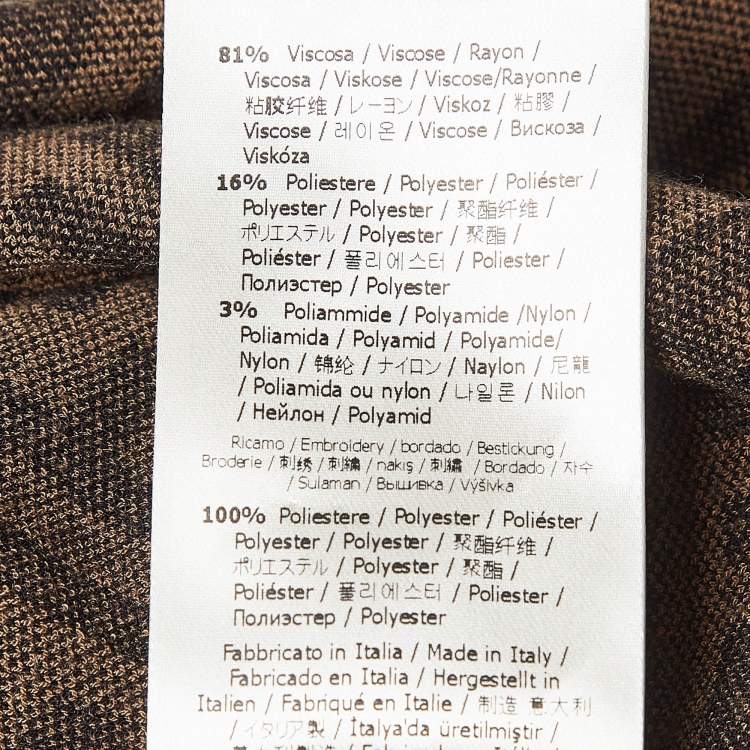 81% Viscosa / Viscose / Rayon /
Viscosa / Viskose / Viscose/Rayonne /
粘胶纤维 / レーヨン / Viskoz / 粘膠 /
Viscose / 레이온 / Viscose / Вискоза /
Viskóza
16% Poliestere / Polyester / Poliéster /
Polyester / Polyester / 聚酯纤维 /
ポリエステル / Polyester / 聚酯 /
Poliéster / 폴리에스터 / Poliester /
Полиэстер / Polyester
3% Poliammide / Polyamide /Nylon /
Poliamida / Polyamid / Polyamide/
Nylon / 锦纶 / ナイロン / Naylon / 尼龍
/ Poliamida ou nylon / 나일론 / Nilon
/ Нейлон / Polyamid
Ricamo / Embroidery / bordado / Bestickung /
Broderie / 刺绣 / 刺繍 / nakış / 刺繡 / Bordado / 자수
/ Sulaman / Вышивка / Výšivka
100% Poliestere / Polyester / Poliéster /
Polyester / Polyester / 聚酯纤维 /
ポリエステル / Polyester / 聚酯 /
Poliéster / 폴리에스터 / Poliester /
Полиэстер / Polyester
Fabbricato in Italia / Made in Italy /
Fabricado en Italia / Hergestellt in
Italien / Fabriqué en Italie / 制造 意大利
/ イタリア製 / İtalya'da üretilmiştir /